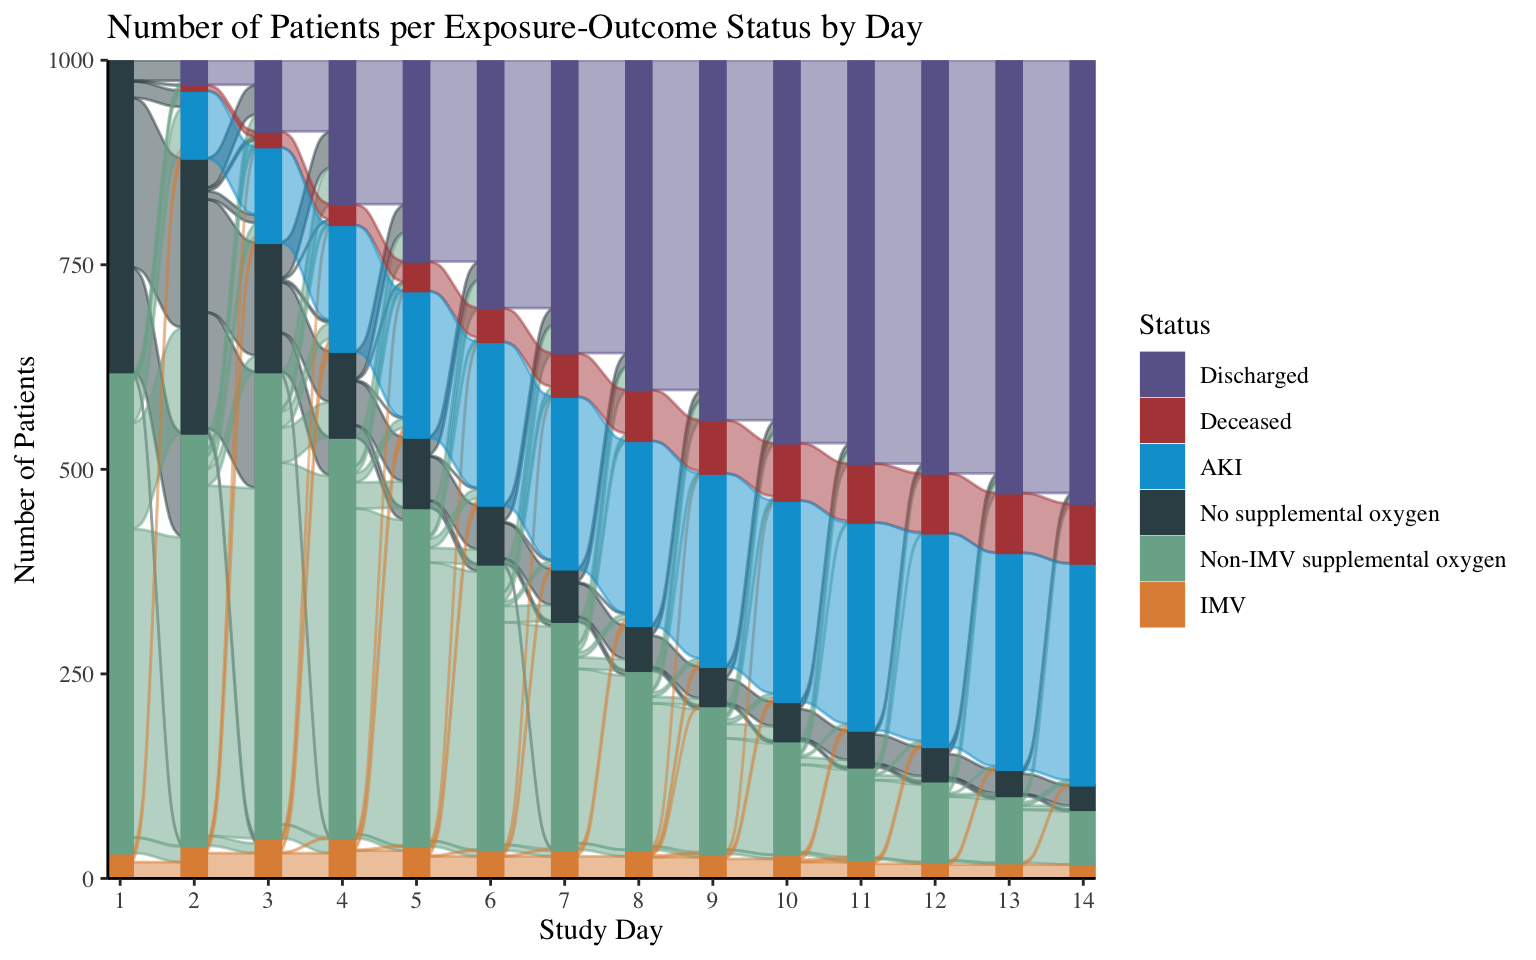 Number of Patients per Exposure-Outcome Status by Day
Number of Patients
1000
750
500
250
0
1 2 3 4 5 6 7 8 9 10 11 12 13 14
Study Day
Status
Discharged
Deceased
AKI
No supplemental oxygen
Non-IMV supplemental oxygen
IMV